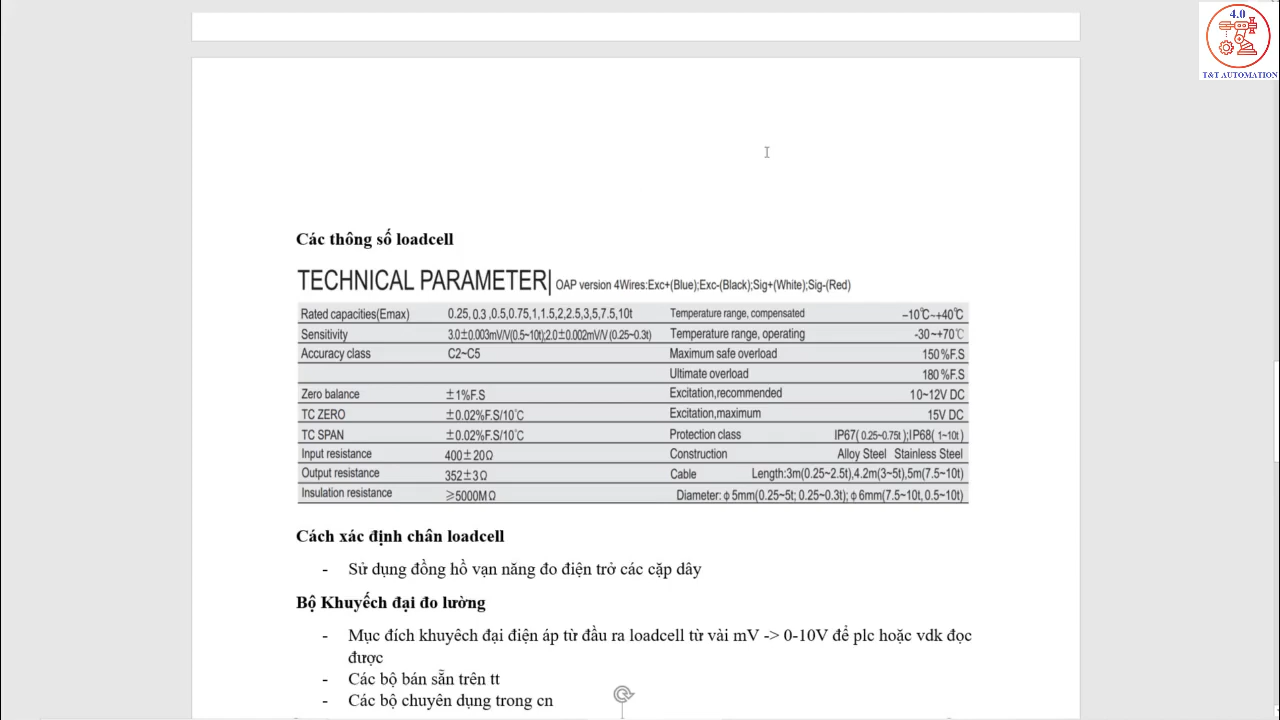 4.0
T&T AUTOMATION
Các thông số loadcell
TECHNICAL PARAMETER| OAP version 4Wires:Exc+(Blue);Exc-(Black);Sig+(White);Sig-(Red)
Rated capacities(Emax) 0.25, 0.3 ,0.5,0.75,1,1.5,2,2.5,3,5,7.5,10t Temperature range, compensated −10℃~+40℃
Sensitivity 3.0±0.003mV/V(0.5~10t);2.0±0.002mV/V (0.25~0.3t) Temperature range, operating -30~+70℃
Accuracy class C2~C5 Maximum safe overload 150%F.S
Ultimate overload 180%F.S
Zero balance ±1%F.S Excitation,recommended 10~12V DC
TC ZERO ±0.02%F.S/10℃ Excitation,maximum 15V DC
TC SPAN ±0.02%F.S/10℃ Protection class IP67( 0.25~0.75t );IP68( 1~10t )
Input resistance 400±20Ω Construction Alloy Steel Stainless Steel
Output resistance 352±3Ω Cable Length:3m(0.25~2.5t),4.2m(3~5t),5m(7.5~10t)
Insulation resistance ≥5000MΩ Diameter: φ5mm(0.25~5t; 0.25~0.3t); φ6mm(7.5~10t, 0.5~10t)
Cách xác định chân loadcell
- Sử dụng đồng hồ vạn năng đo điện trở các cặp dây
Bộ Khuyếch đại đo lường
- Mục đích khuyêch đại điện áp từ đầu ra loadcell từ vài mV -> 0-10V để plc hoặc vdk đọc
được
- Các bộ bán sẵn trên tt
- Các bộ chuyên dụng trong cn